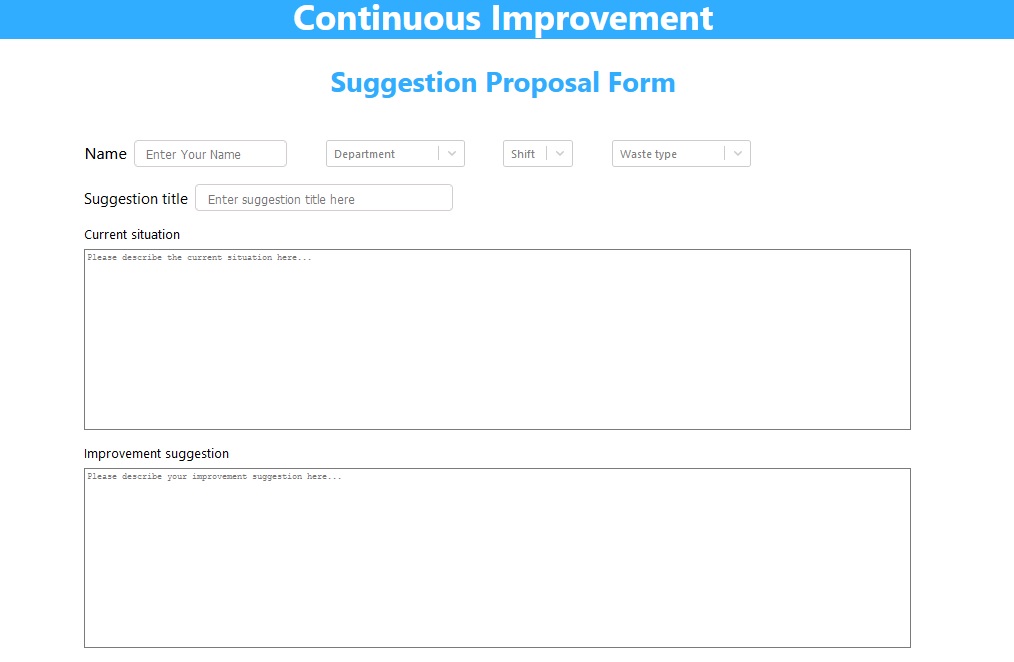 Continuous Improvement
Suggestion Proposal Form
Name Enter Your Name Department Shift Waste type
Suggestion title Enter suggestion title here
Current situation
Please describe the current situation here...
Improvement suggestion
Please describe your improvement suggestion here...